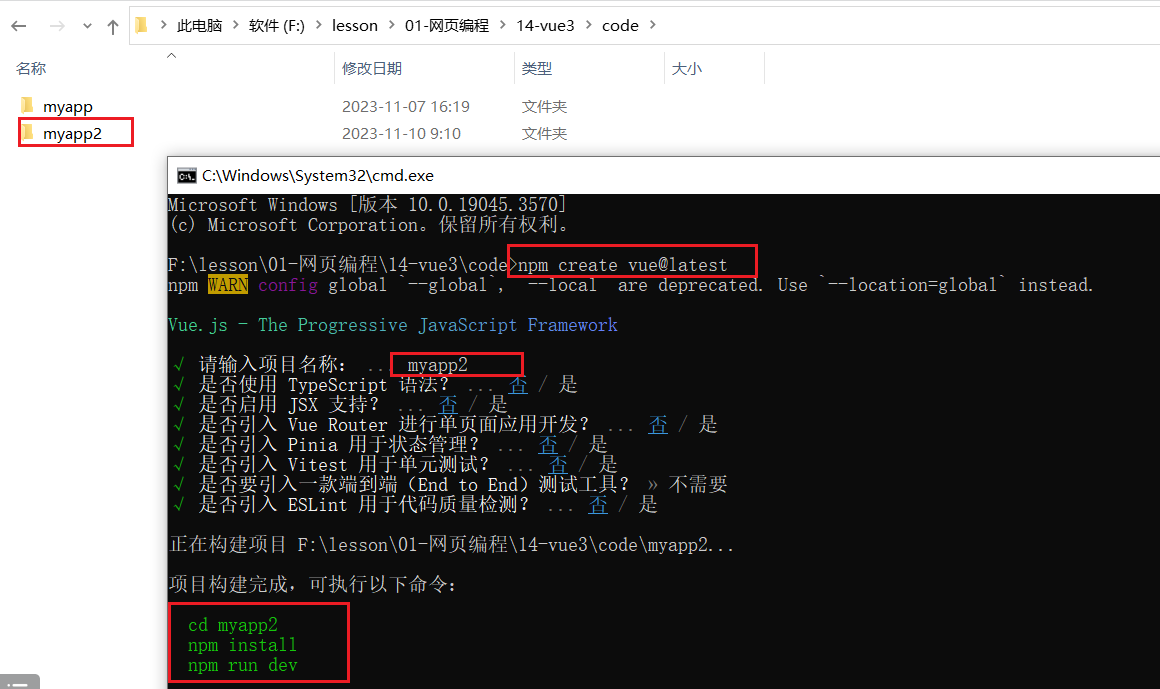 此电脑 > 软件 (F:) > lesson > 01-网页编程 > 14-vue3 > code >
名称 修改日期 类型 大小
myapp 2023-11-07 16:19 文件夹
myapp2 2023-11-10 9:10 文件夹
C:\Windows\System32\cmd.exe
Microsoft Windows [版本 10.0.19045.3570]
(c) Microsoft Corporation。保留所有权利。
F:\lesson\01-网页编程\14-vue3\code>npm create vue@latest
npm WARN config global `--global`, `--local` are deprecated. Use `--location=global` instead.
Vue.js - The Progressive JavaScript Framework
√ 请输入项目名称： ... myapp2
√ 是否使用 TypeScript 语法？ ... 否 / 是
√ 是否启用 JSX 支持？ ... 否 / 是
√ 是否引入 Vue Router 进行单页面应用开发？ ... 否 / 是
√ 是否引入 Pinia 用于状态管理？ ... 否 / 是
√ 是否引入 Vitest 用于单元测试？ ... 否 / 是
√ 是否要引入一款端到端（End to End）测试工具？ » 不需要
√ 是否引入 ESLint 用于代码质量检测？ ... 否 / 是
正在构建项目 F:\lesson\01-网页编程\14-vue3\code\myapp2...
项目构建完成，可执行以下命令：
cd myapp2
npm install
npm run dev